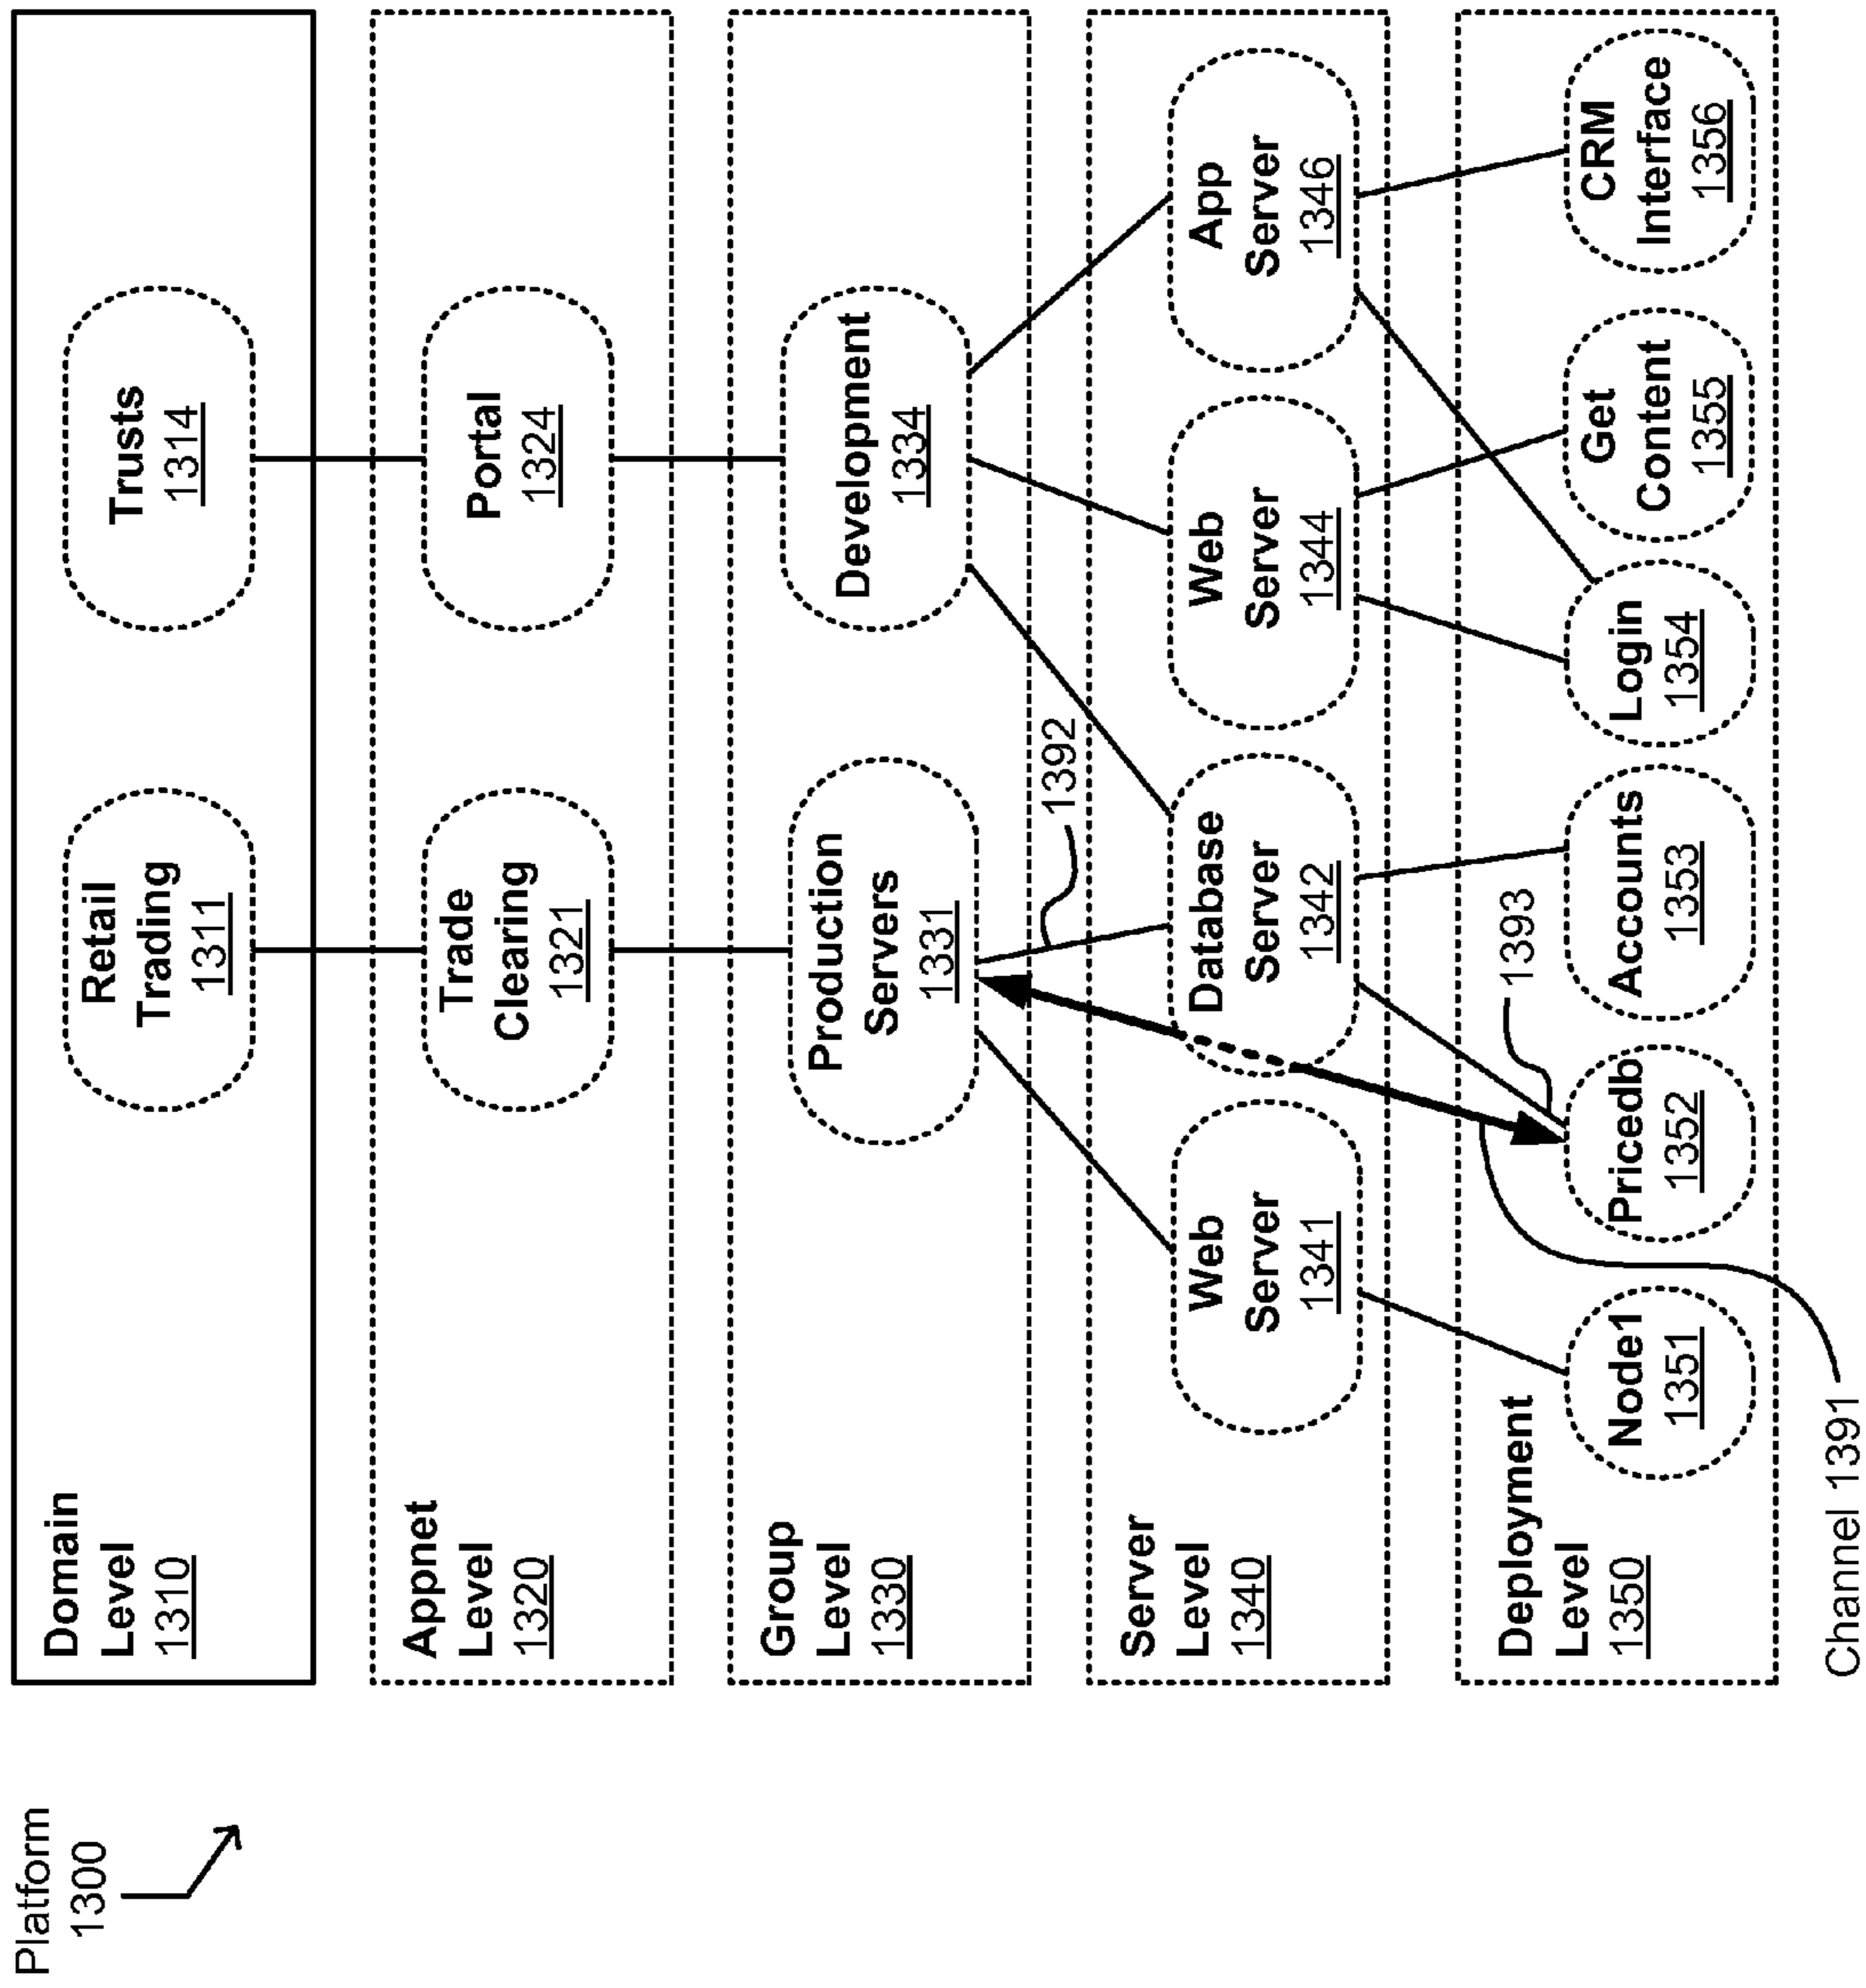 Platform
1300
Domain
Level
1310
Retail
Trading
1311
Trusts
1314
Appnet
Level
1320
Trade
Clearing
1321
Portal
1324
Group
Level
1330
Production
Servers
1331
Development
1334
1392
Server
Level
1340
Web
Server
1341
Database
Server
1342
Web
Server
1344
App
Server
1346
1393
Deployment
Level
1350
Node1
1351
Pricedb
1352
Accounts
1353
Login
1354
Get
Content
1355
CRM
Interface
1356
Channel 1391